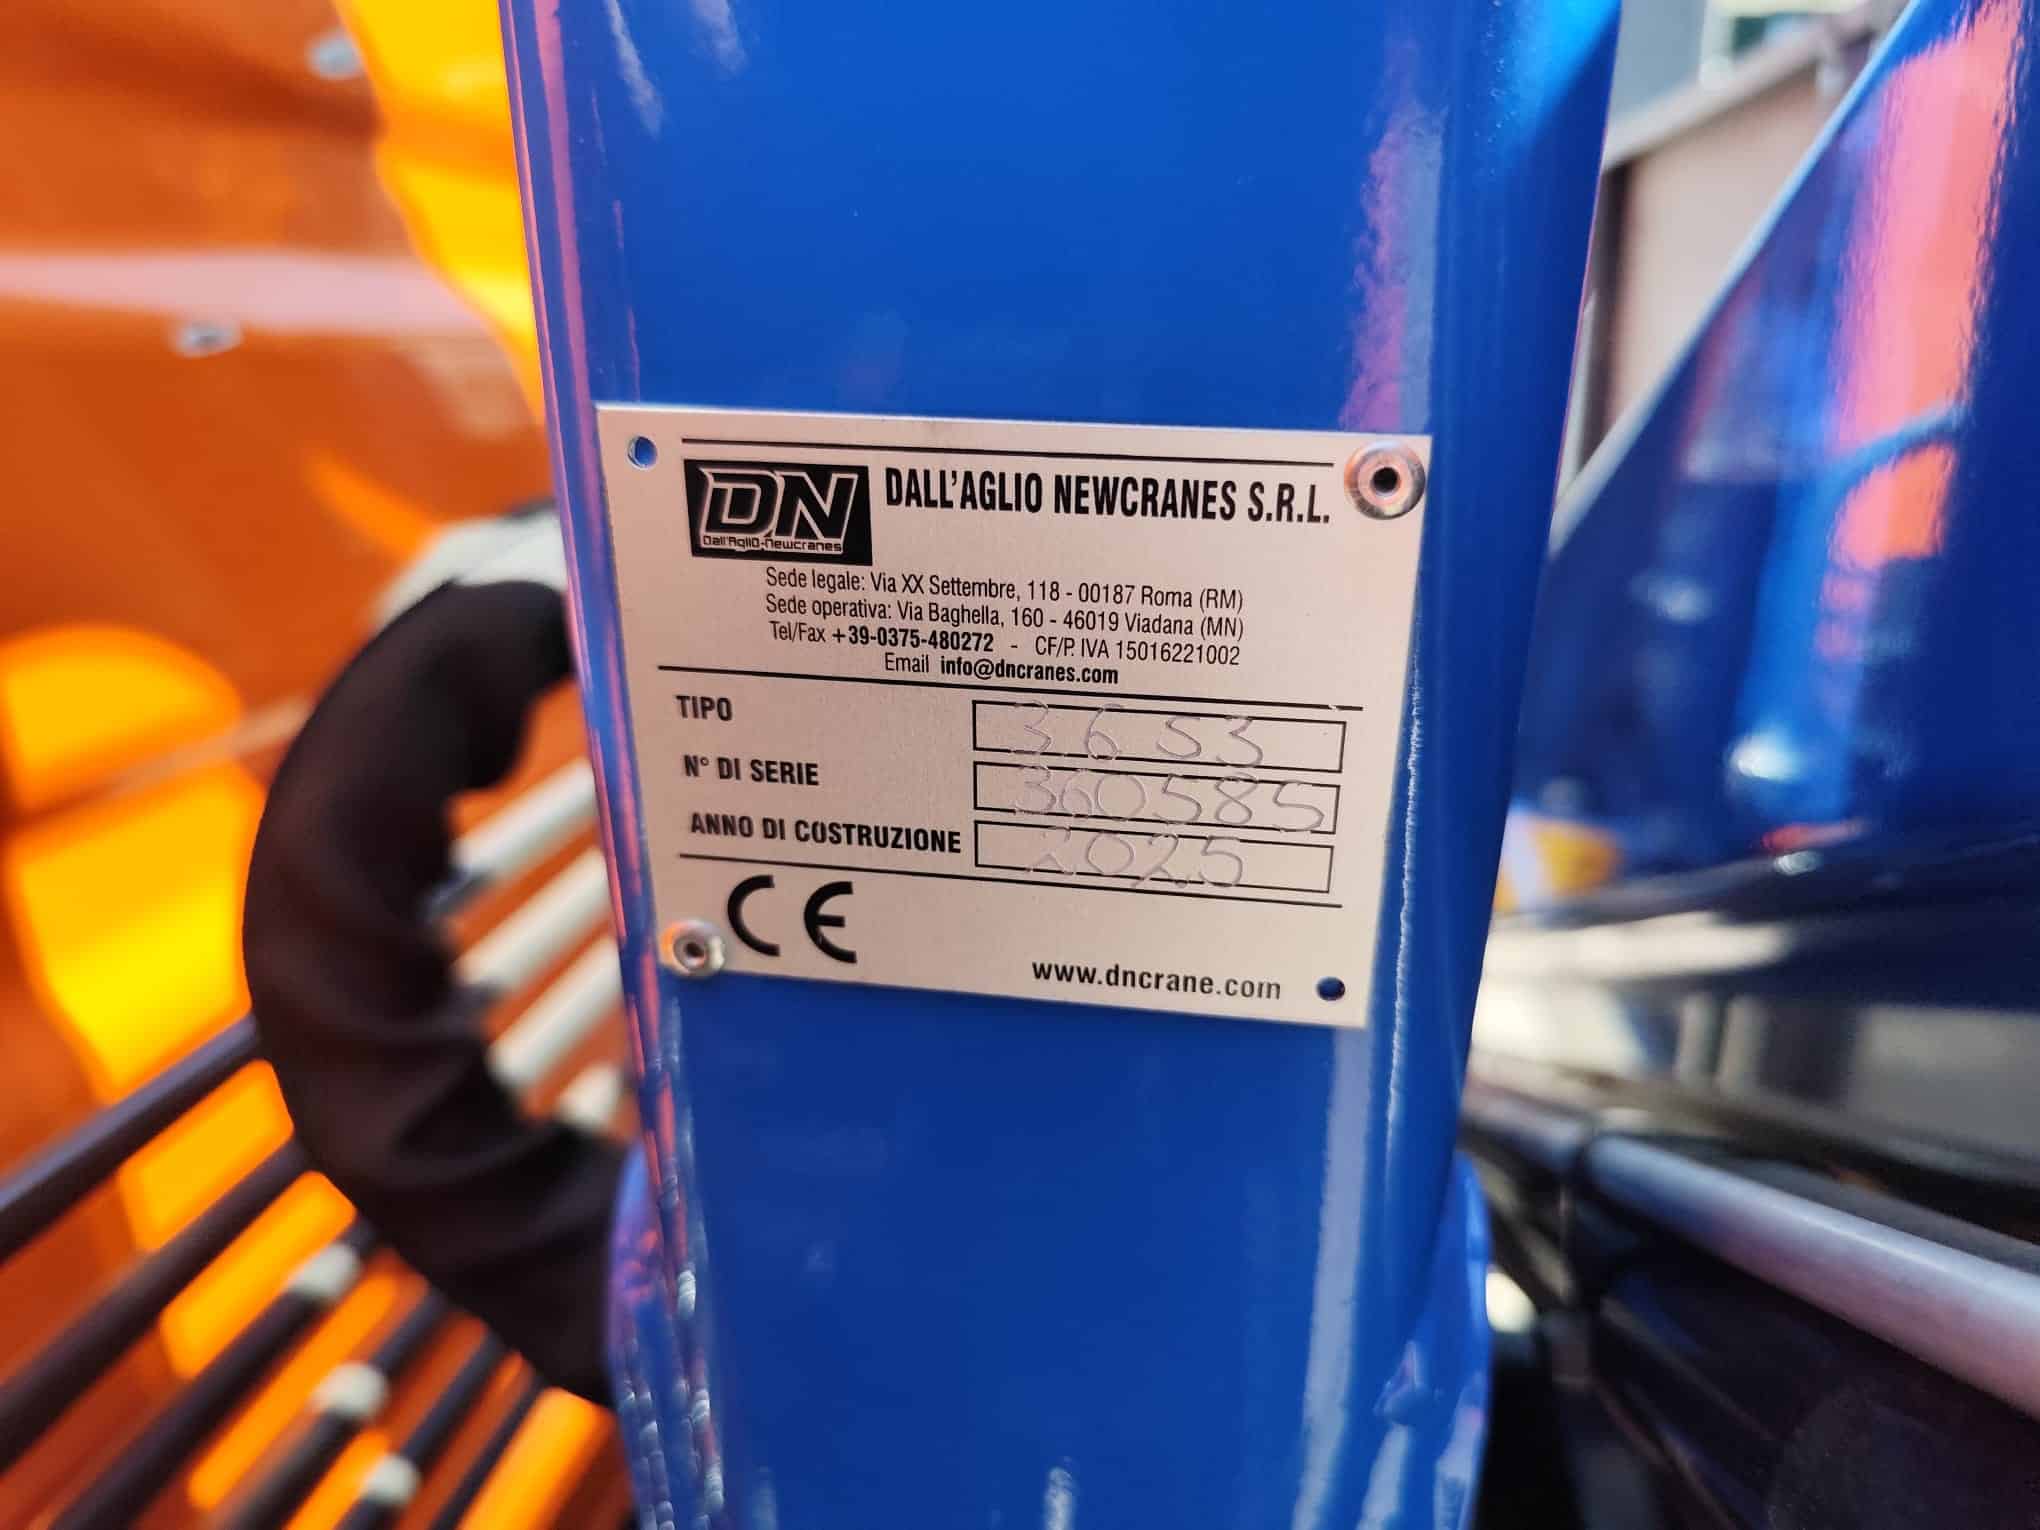 DN DALL'AGLIO NEWCRANES S.R.L.
Dall'AgliO-Newcranes
Sede legale: Via XX Settembre, 118 - 00187 Roma (RM)
Sede operativa: Via Baghella, 160 - 46019 Viadana (MN)
Tel/Fax +39-0375-480272 - CF/P. IVA 15016221002
Email info@dncranes.com
TIPO 36 S3
N° DI SERIE 360585
ANNO DI COSTRUZIONE 2025
CE
www.dncrane.com